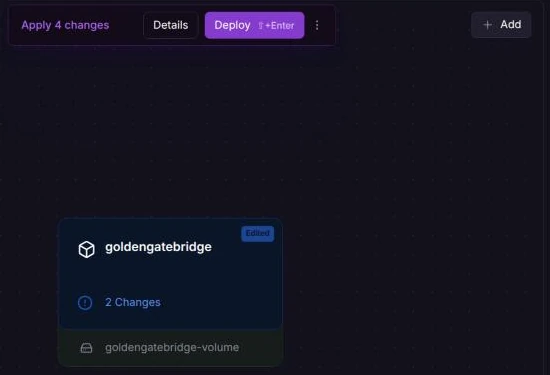 Apply 4 changes Details Deploy ⇧+Enter + Add
Edited
goldengatebridge
2 Changes
goldengatebridge-volume